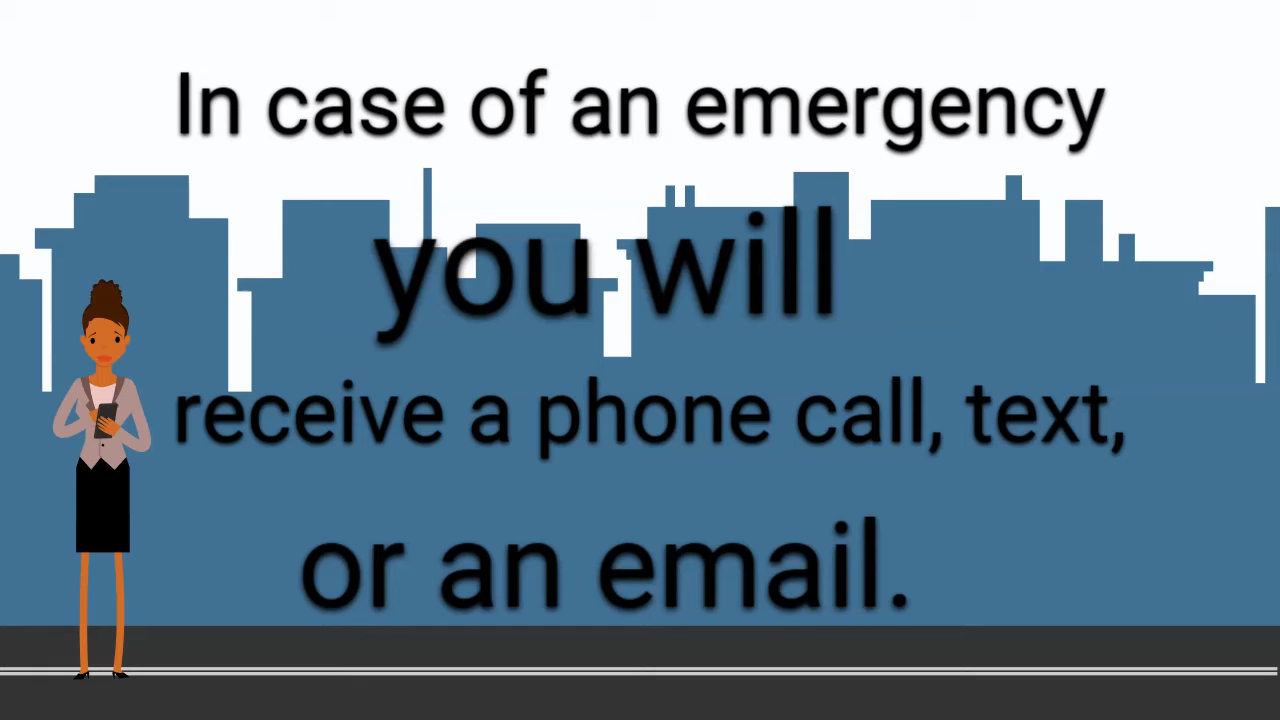 In case of an emergency
you will
receive a phone call, text,
or an email.